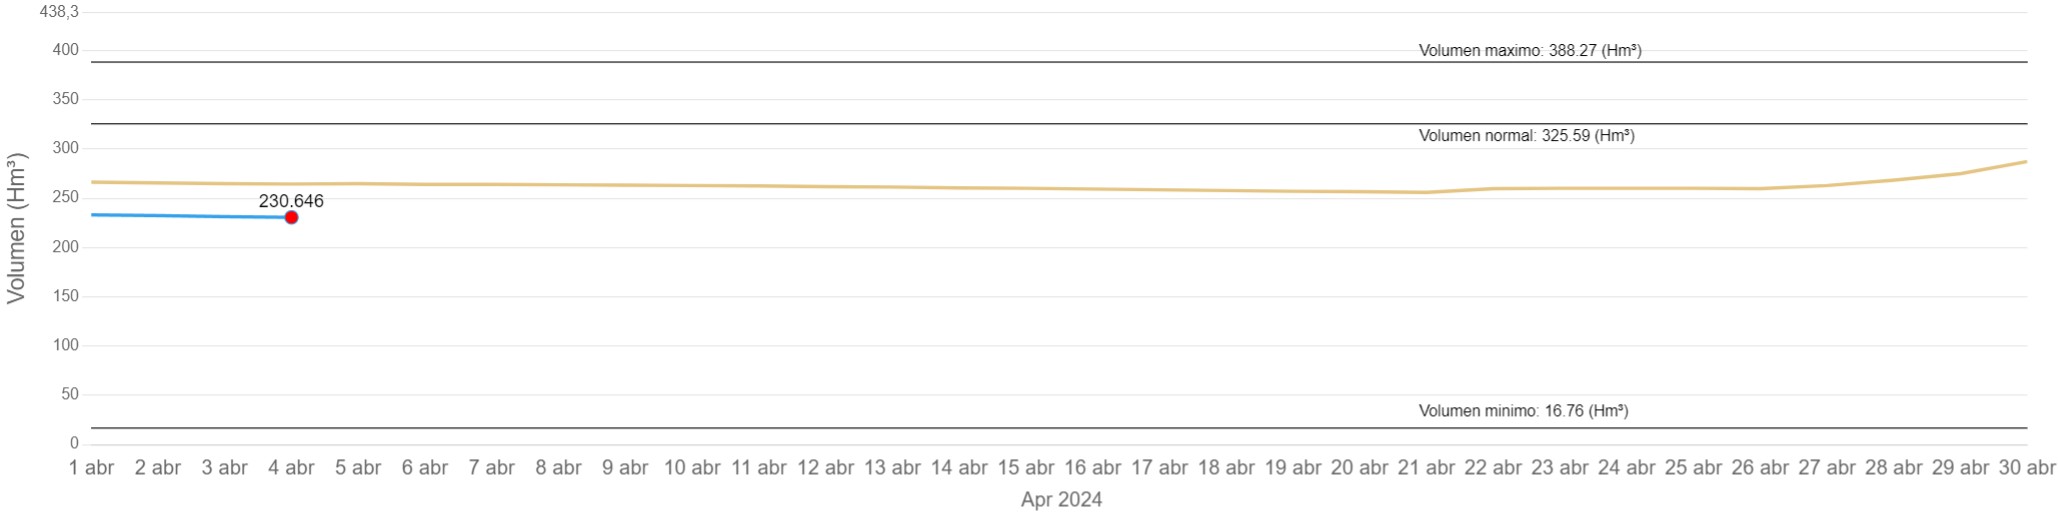 438,3
400
350
300
250
200
150
100
50
0
Volumen (Hm³)
Volumen maximo: 388.27 (Hm³)
Volumen normal: 325.59 (Hm³)
230.646
Volumen minimo: 16.76 (Hm³)
1 abr 2 abr 3 abr 4 abr 5 abr 6 abr 7 abr 8 abr 9 abr 10 abr 11 abr 12 abr 13 abr 14 abr 15 abr 16 abr 17 abr 18 abr 19 abr 20 abr 21 abr 22 abr 23 abr 24 abr 25 abr 26 abr 27 abr 28 abr 29 abr 30 abr
Apr 2024